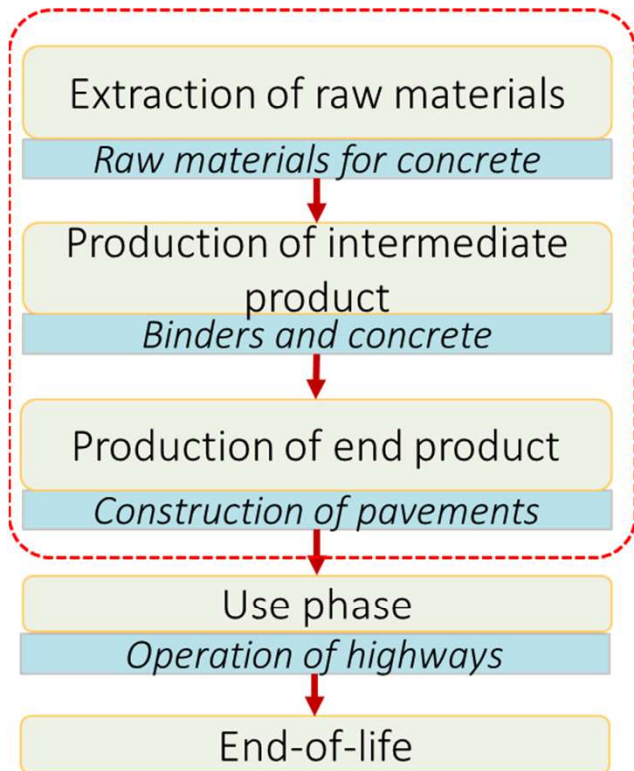 Extraction of raw materials
Raw materials for concrete
Production of intermediate
product
Binders and concrete
Production of end product
Construction of pavements
Use phase
Operation of highways
End-of-life